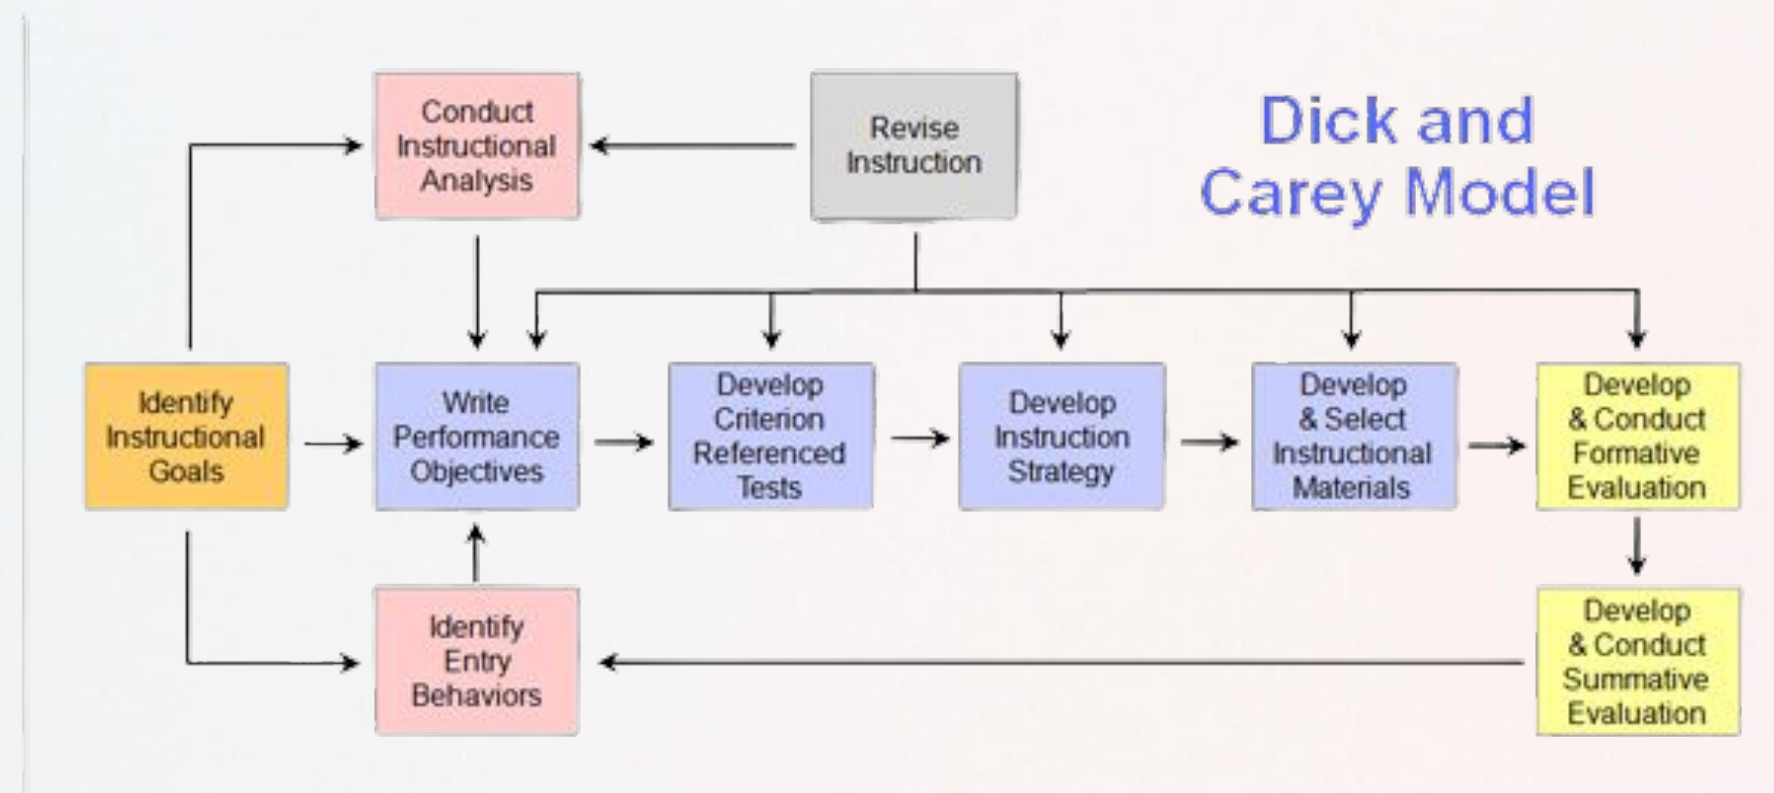 Conduct
Instructional
Analysis
Revise
Instruction
Dick and
Carey Model
Identify
Instructional
Goals
Write
Performance
Objectives
Develop
Criterion
Referenced
Tests
Develop
Instruction
Strategy
Develop
& Select
Instructional
Materials
Develop
& Conduct
Formative
Evaluation
Identify
Entry
Behaviors
Develop
& Conduct
Summative
Evaluation